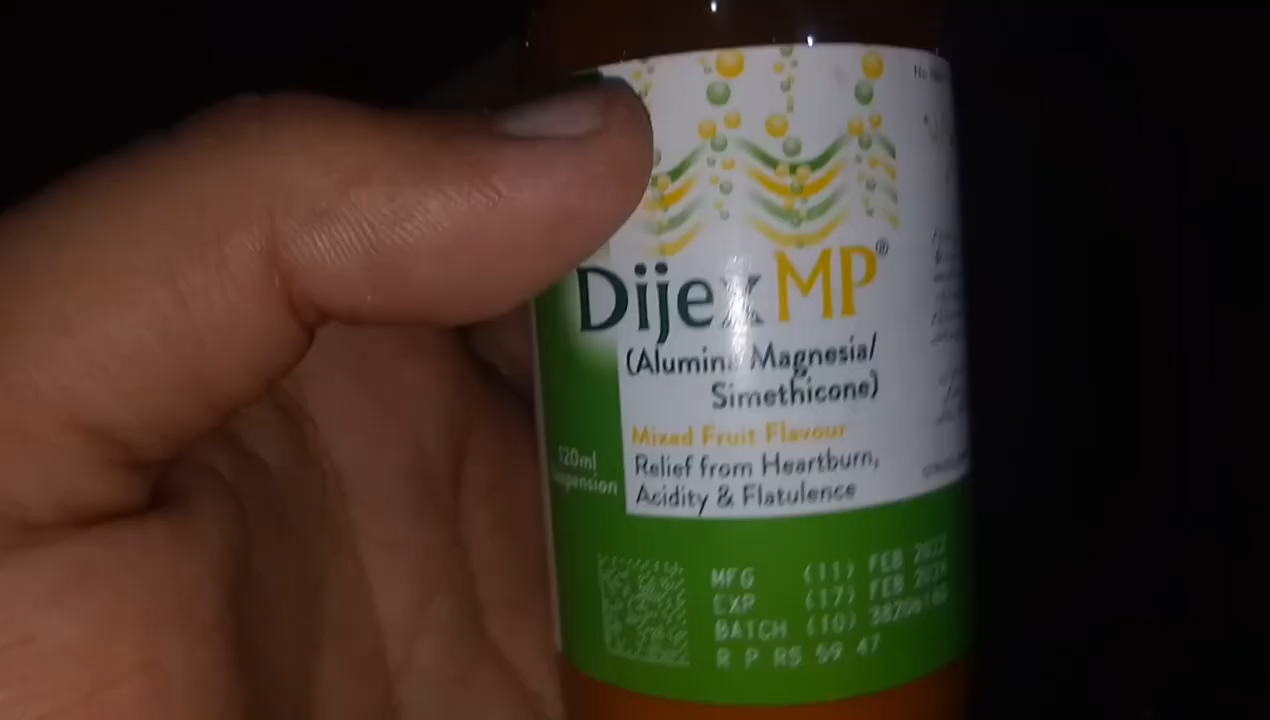 DijexMP®
(Alumina Magnesia/
Simethicone)
Mixed Fruit Flavour
Relief from Heartburn,
Acidity & Flatulence
120ml
Suspension
MFG (11) FEB 2022
EXP (17) FEB 2024
BATCH (10)
R P RS 59 47